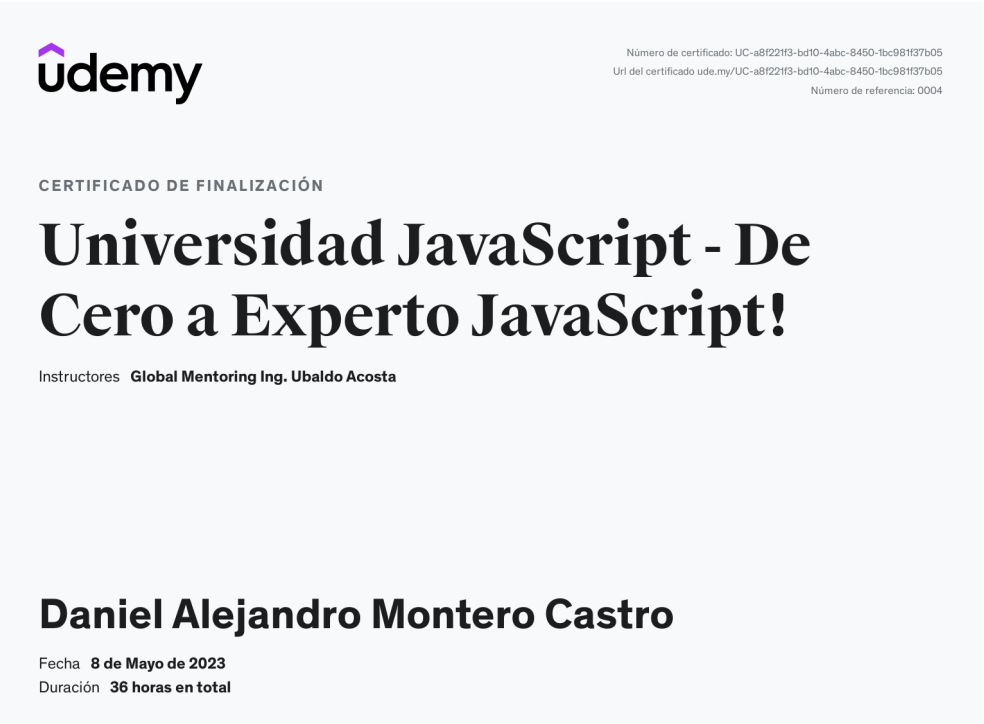 udemy
Número de certificado: UC-a8f221f3-bd10-4abc-8450-1bc981f37b05
Url del certificado ude.my/UC-a8f221f3-bd10-4abc-8450-1bc981f37b05
Número de referencia: 0004
CERTIFICADO DE FINALIZACIÓN
Universidad JavaScript - De
Cero a Experto JavaScript!
Instructores Global Mentoring Ing. Ubaldo Acosta
Daniel Alejandro Montero Castro
Fecha 8 de Mayo de 2023
Duración 36 horas en total